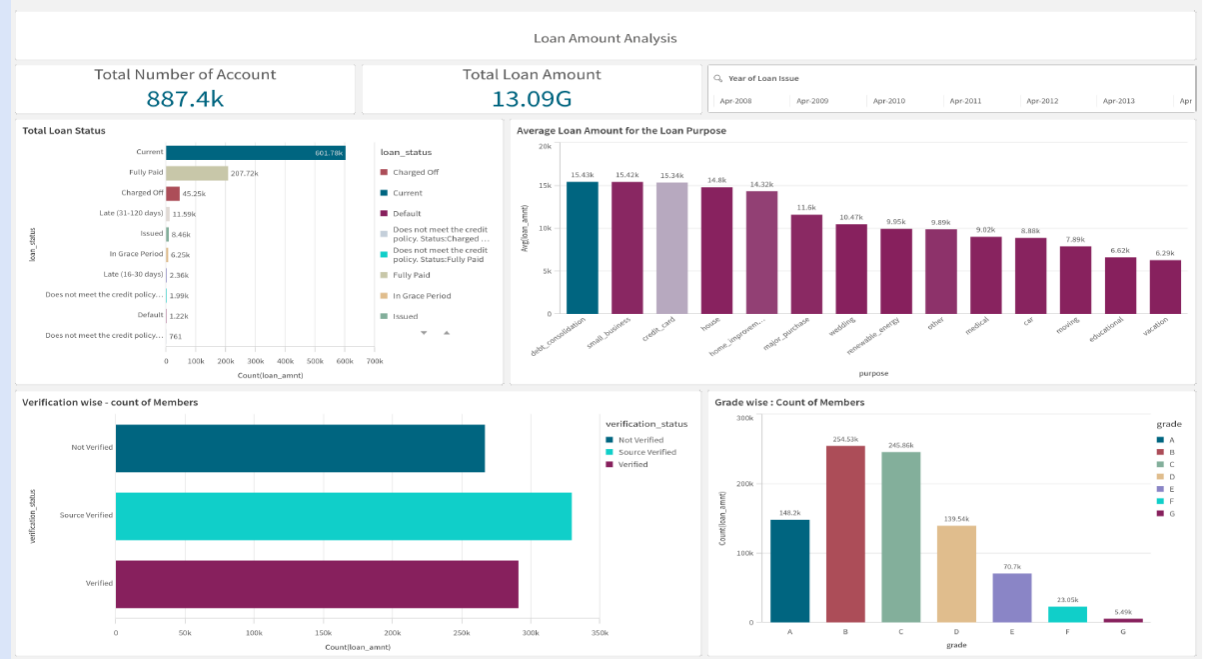 Loan Amount Analysis
Total Number of Account
887.4k
Total Loan Amount
13.09G
Year of Loan Issue
Apr-2008 Apr-2009 Apr-2010 Apr-2011 Apr-2012 Apr-2013 Apr
Total Loan Status
loan_status
Current 601.78k
Fully Paid 207.72k
Charged Off 45.25k
Late (31-120 days) 11.59k
Issued 8.46k
In Grace Period 6.25k
Late (16-30 days) 2.36k
Does not meet the credit policy... 1.99k
Default 1.22k
Does not meet the credit policy... 761
0 100k 200k 300k 400k 500k 600k 700k
Count(loan_amnt)
loan_status
Charged Off
Current
Default
Does not meet the credit
policy. Status:Charged ...
Does not meet the credit
policy. Status:Fully Paid
Fully Paid
In Grace Period
Issued
Average Loan Amount for the Loan Purpose
Avg(loan_amnt)
20k
15k
10k
5k
0
15.43k 15.42k 15.34k 14.8k 14.32k 11.6k 10.47k 9.95k 9.89k 9.02k 8.88k 7.89k 6.62k 6.29k
debt_consolidation small_business credit_card house home_improvem... major_purchase wedding renewable_energy other medical car moving educational vacation
purpose
Verification wise - count of Members
verification_status
Not Verified
Source Verified
Verified
0 50k 100k 150k 200k 250k 300k 350k
Count(loan_amnt)
verification_status
Not Verified
Source Verified
Verified
Grade wise : Count of Members
Count(loan_amnt)
300k
200k
100k
0
148.2k 254.53k 245.86k 139.54k 70.7k 23.05k 5.49k
A B C D E F G
grade
grade
A
B
C
D
E
F
G